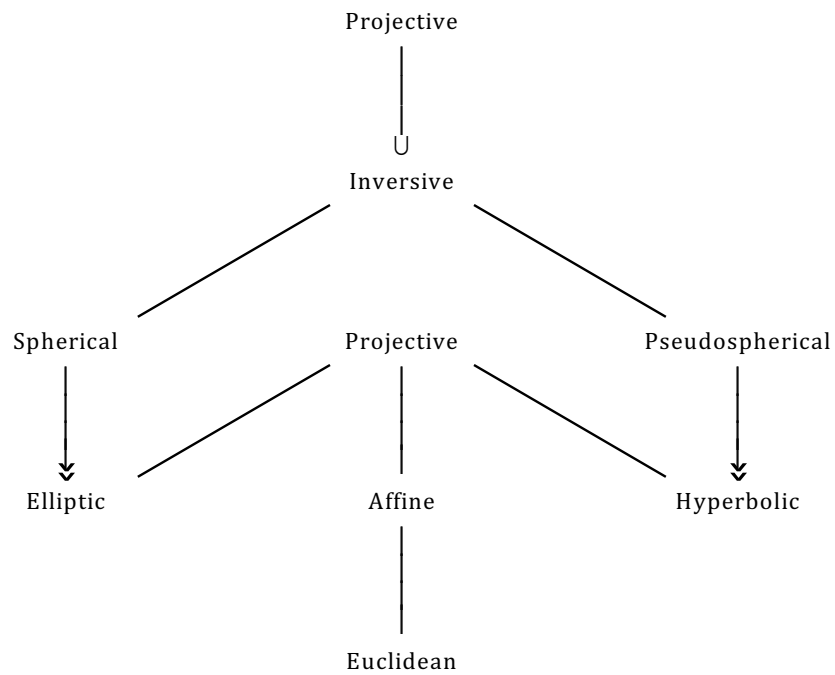 Projective
∪
Inversive
Spherical Projective Pseudospherical
Elliptic Affine Hyperbolic
Euclidean